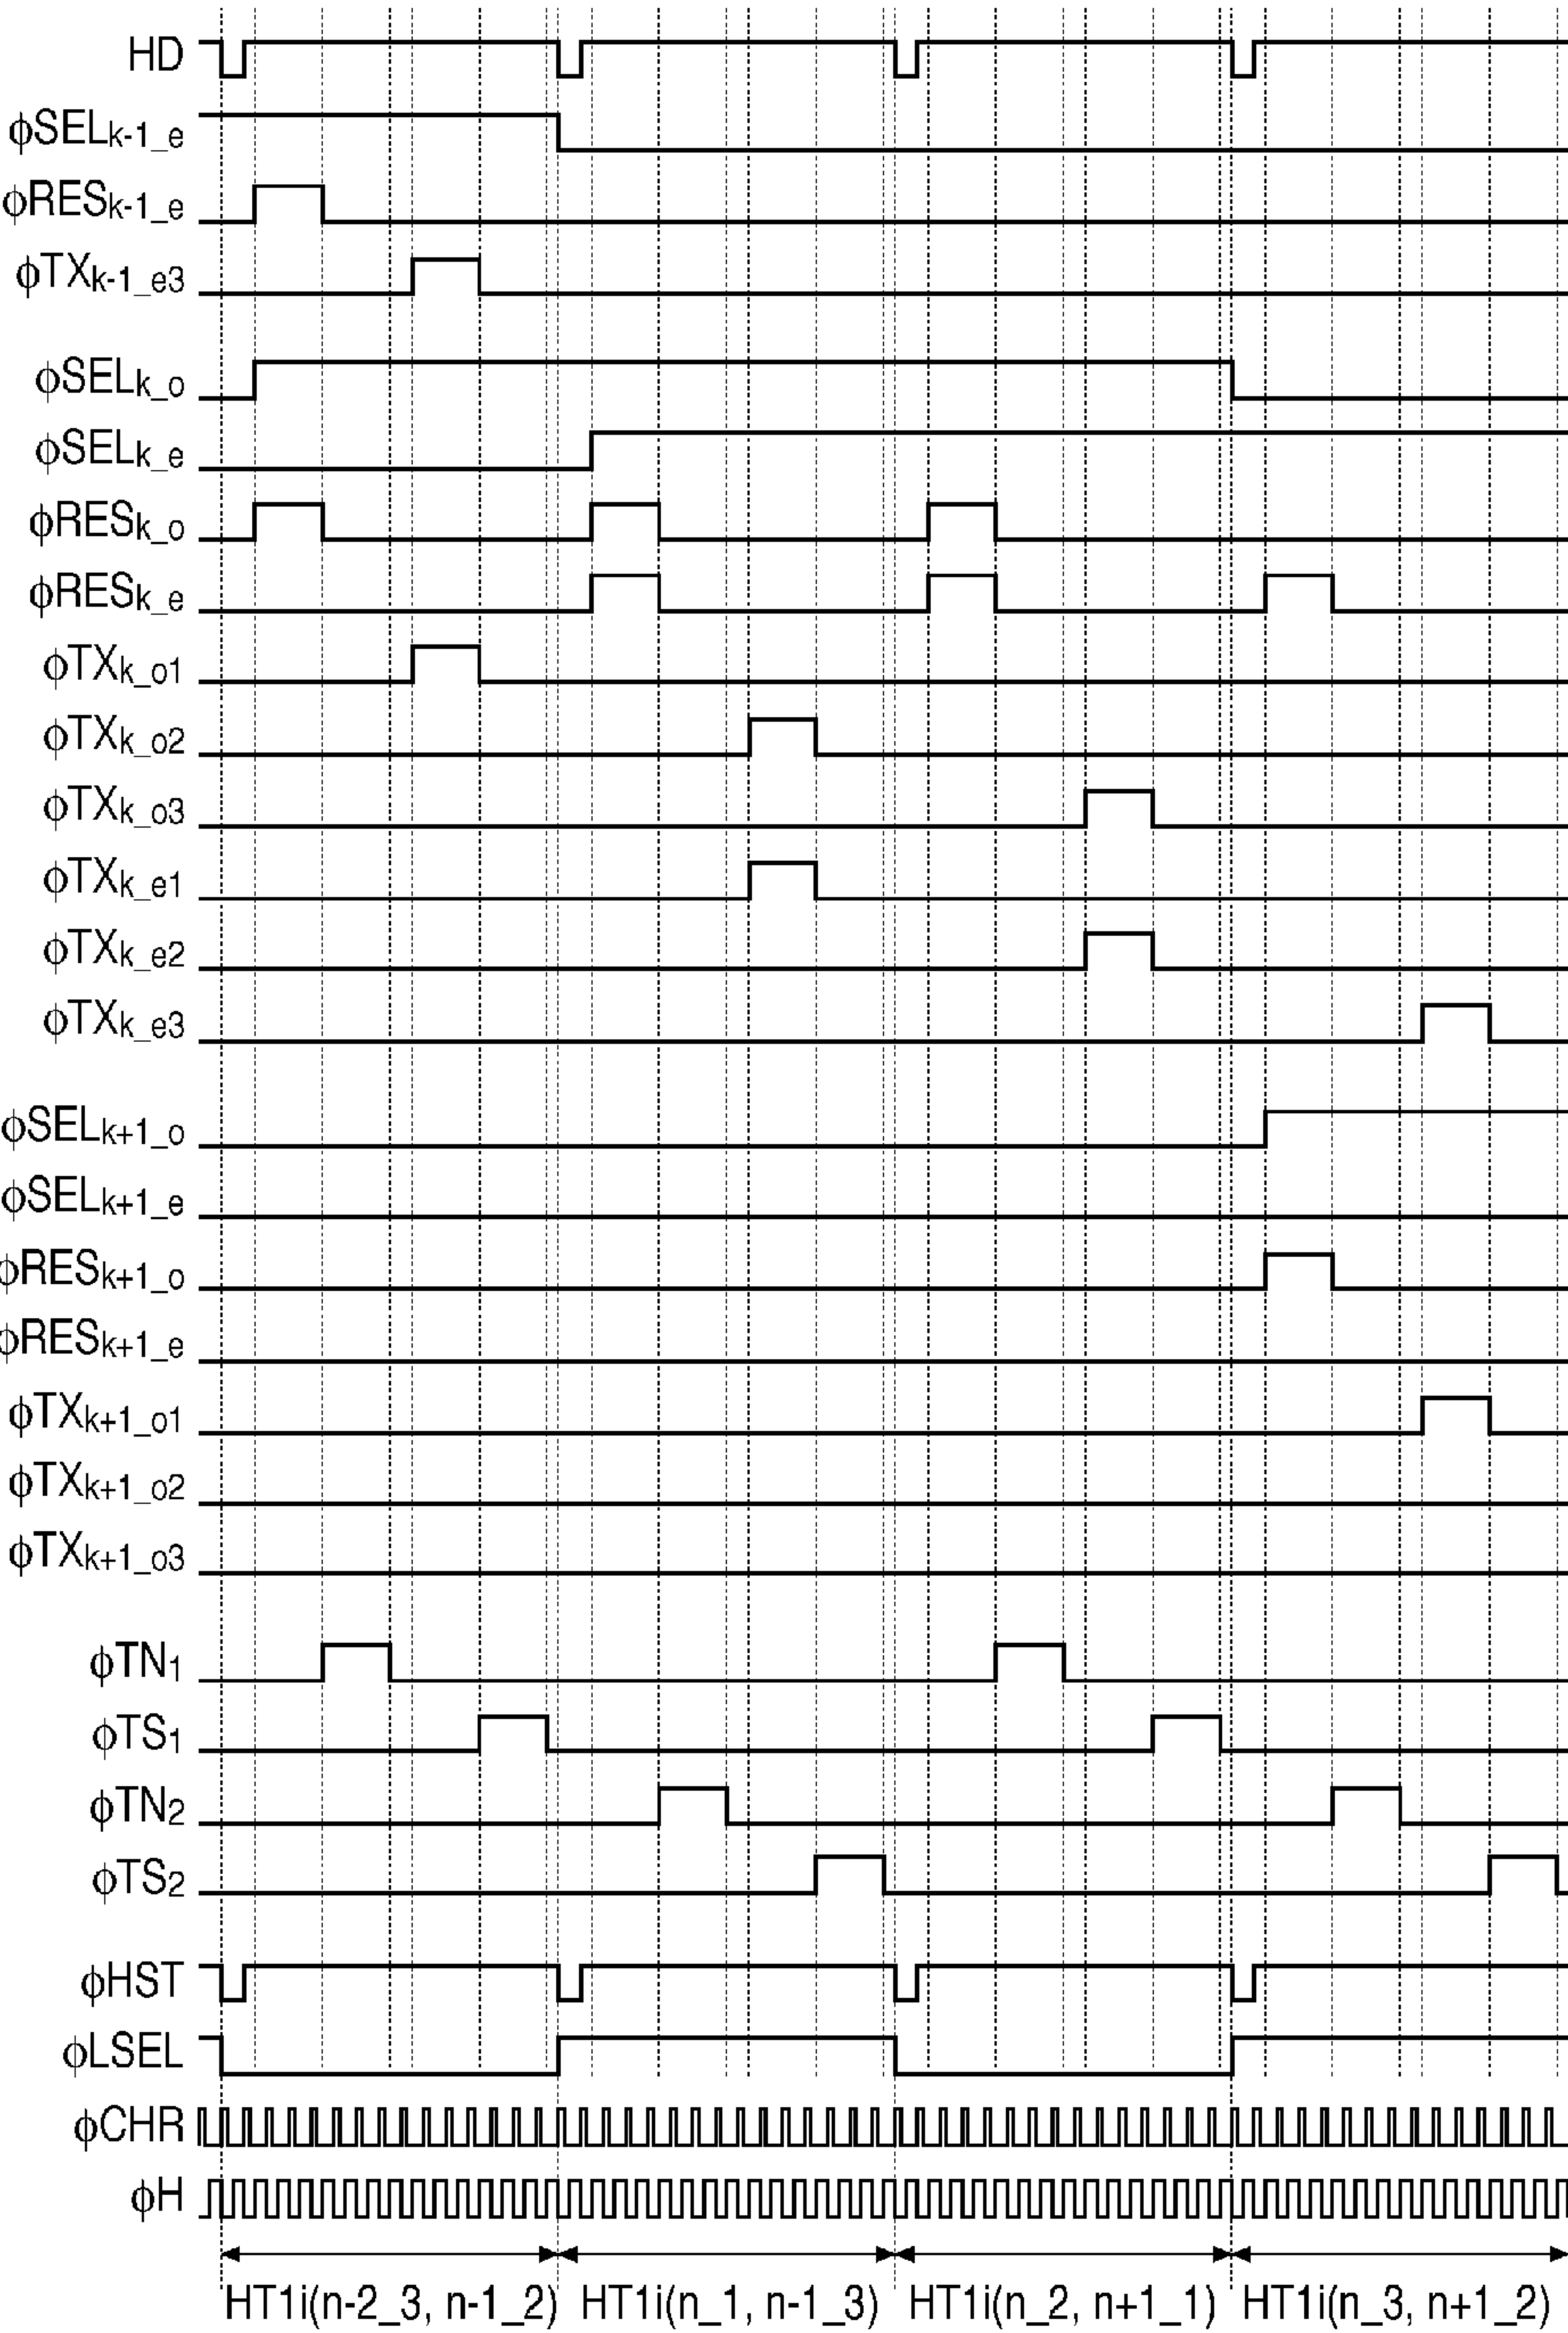 HD
ϕSELk-1_e
ϕRESk-1_e
ϕTXk-1_e3
ϕSELk_o
ϕSELk_e
ϕRESk_o
ϕRESk_e
ϕTXk_o1
ϕTXk_o2
ϕTXk_o3
ϕTXk_e1
ϕTXk_e2
ϕTXk_e3
ϕSELk+1_o
ϕSELk+1_e
ϕRESk+1_o
ϕRESk+1_e
ϕTXk+1_o1
ϕTXk+1_o2
ϕTXk+1_o3
ϕTN1
ϕTS1
ϕTN2
ϕTS2
ϕHST
ϕLSEL
ϕCHR
ϕH
HT1i(n-2_3, n-1_2) HT1i(n_1, n-1_3) HT1i(n_2, n+1_1) HT1i(n_3, n+1_2)